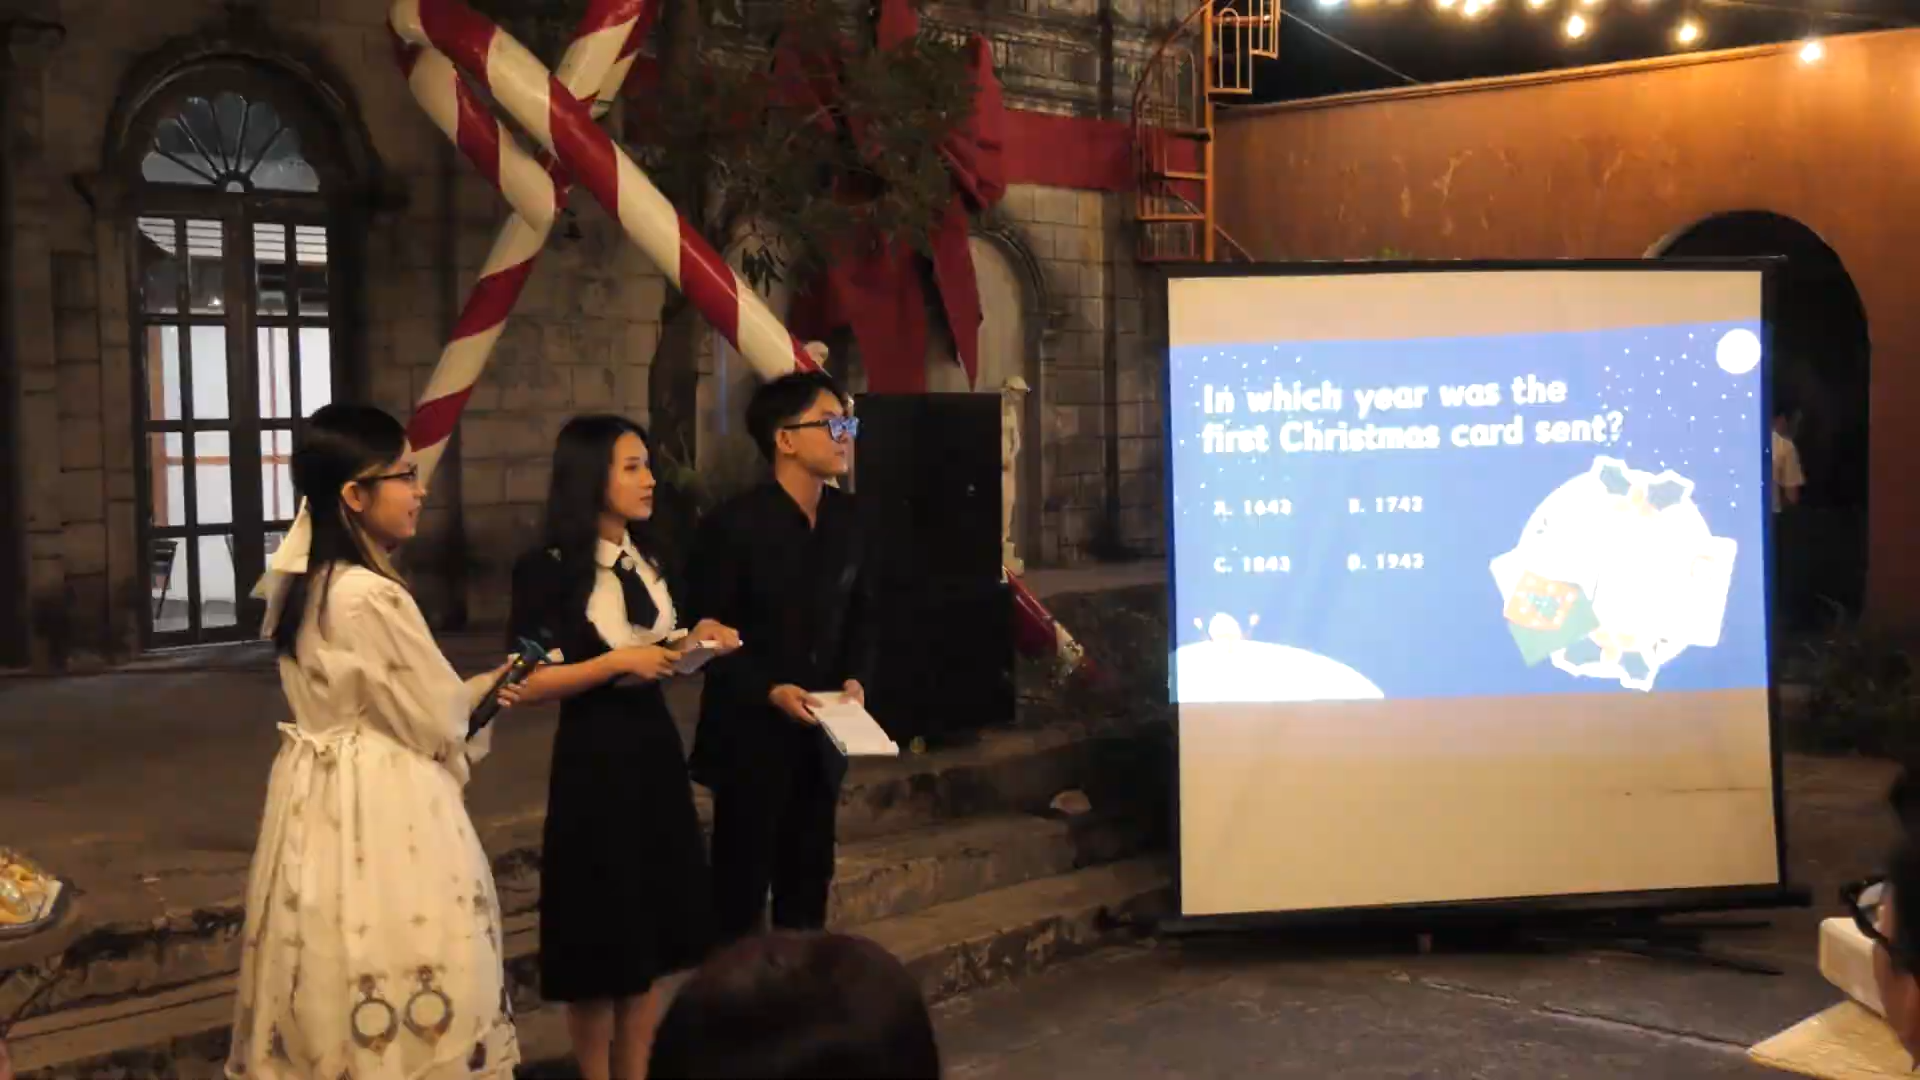 In which year was the
first Christmas card sent?
A. 1643 B. 1743
C. 1843 D. 1943